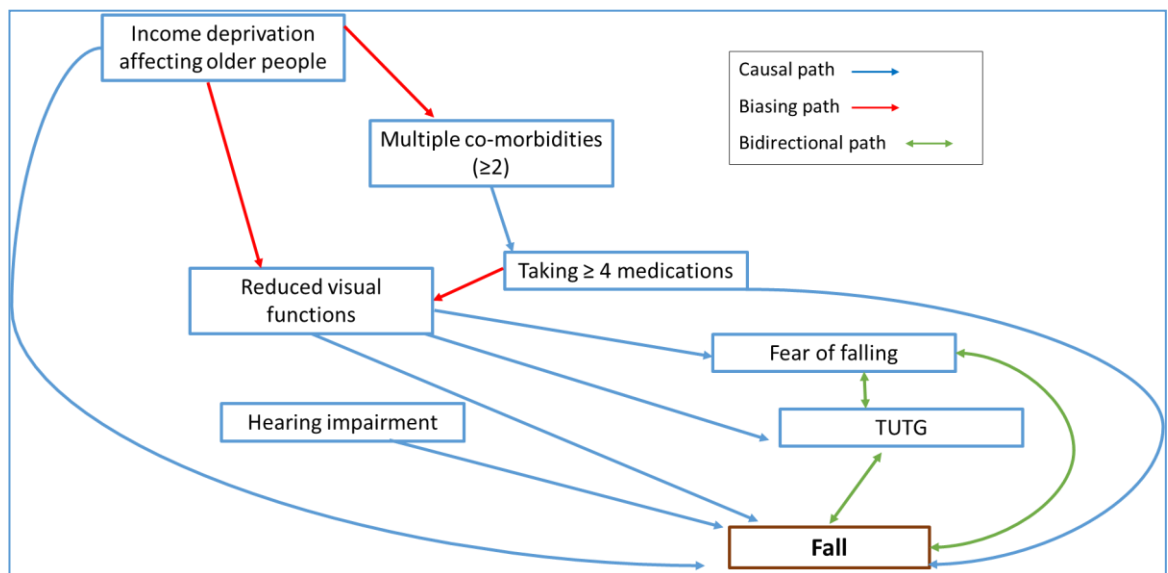 Income deprivation
affecting older people
Causal path
Biasing path
Bidirectional path
Multiple co-morbidities
(≥2)
Taking ≥ 4 medications
Reduced visual
functions
Fear of falling
Hearing impairment
TUTG
Fall